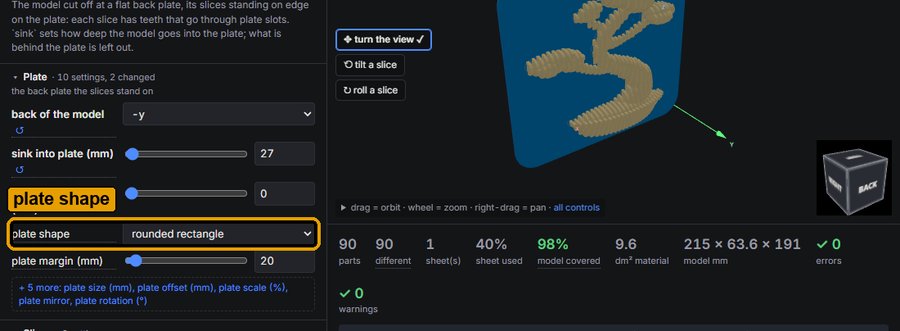 The model cut off at a flat back plate, its slices standing on edge
on the plate: each slice has teeth that go through plate slots.
`sink` sets how deep the model goes into the plate; what is
behind the plate is left out.
Plate · 10 settings, 2 changed
the back plate the slices stand on
back of the model
-y
sink into plate (mm)
27
0
plate shape
plate shape
rounded rectangle
plate margin (mm)
20
+ 5 more: plate size (mm), plate offset (mm), plate scale (%),
plate mirror, plate rotation (°)
✥ turn the view ✓
⟲ tilt a slice
↻ roll a slice
Y
BACK
▶ drag = orbit · wheel = zoom · right-drag = pan · all controls
90
parts
90
different
1
sheet(s)
40%
sheet used
98%
model covered
9.6
dm² material
215 × 63.6 × 191
model mm
✓ 0
errors
✓ 0
warnings